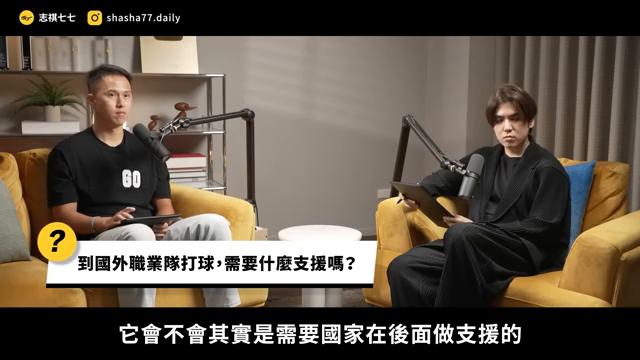 志祺七七
shasha77.daily
GO
?
到國外職業隊打球，需要什麼支援嗎？
它會不會其實是需要國家在後面做支援的